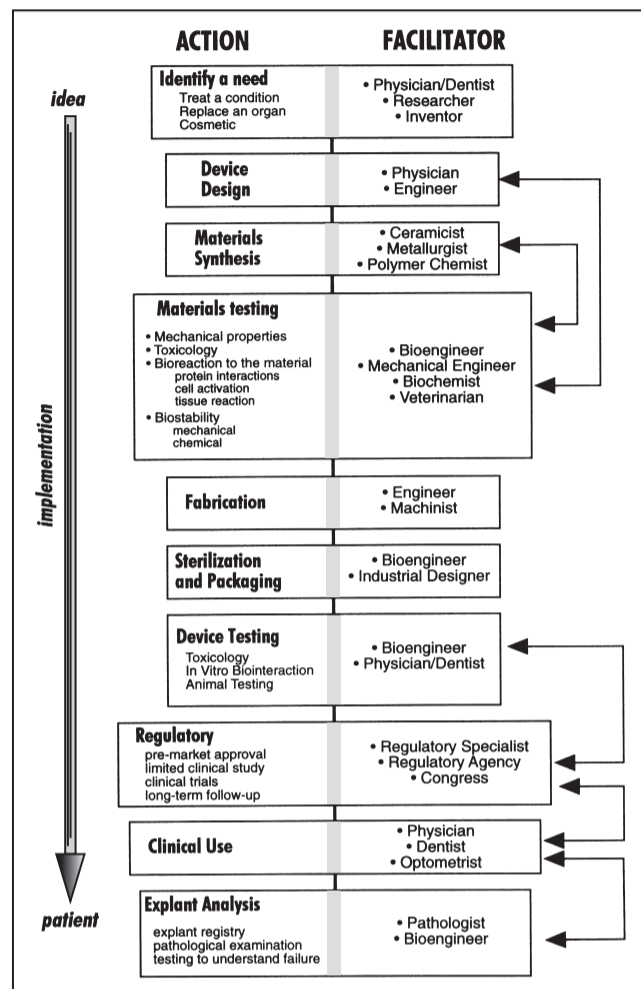 ACTION FACILITATOR
idea
Identify a need
Treat a condition
Replace an organ
Cosmetic
• Physician/Dentist
• Researcher
• Inventor
Device
Design
• Physician
• Engineer
Materials
Synthesis
• Ceramicist
• Metallurgist
• Polymer Chemist
Materials testing
• Mechanical properties
• Toxicology
• Bioreaction to the material
protein interactions
cell activation
tissue reaction
• Biostability
mechanical
chemical
• Bioengineer
• Mechanical Engineer
• Biochemist
• Veterinarian
implementation
Fabrication
• Engineer
• Machinist
Sterilization
and Packaging
• Bioengineer
• Industrial Designer
Device Testing
Toxicology
In Vitro Biointeraction
Animal Testing
• Bioengineer
• Physician/Dentist
Regulatory
pre-market approval
limited clinical study
clinical trials
long-term follow-up
• Regulatory Specialist
• Regulatory Agency
• Congress
Clinical Use
• Physician
• Dentist
• Optometrist
patient
Explant Analysis
explant registry
pathological examination
testing to understand failure
• Pathologist
• Bioengineer